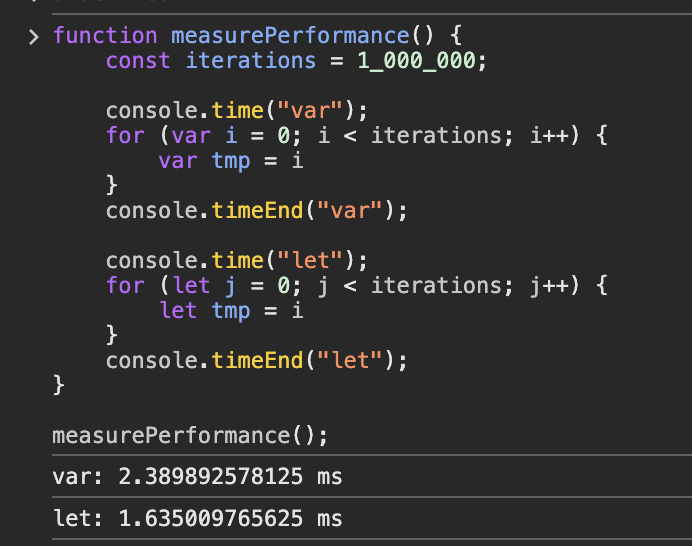 function measurePerformance() {
    const iterations = 1_000_000;
    console.time("var");
    for (var i = 0; i < iterations; i++) {
        var tmp = i
    }
    console.timeEnd("var");
    console.time("let");
    for (let j = 0; j < iterations; j++) {
        let tmp = i
    }
    console.timeEnd("let");
}
measurePerformance();
var: 2.389892578125 ms
let: 1.635009765625 ms